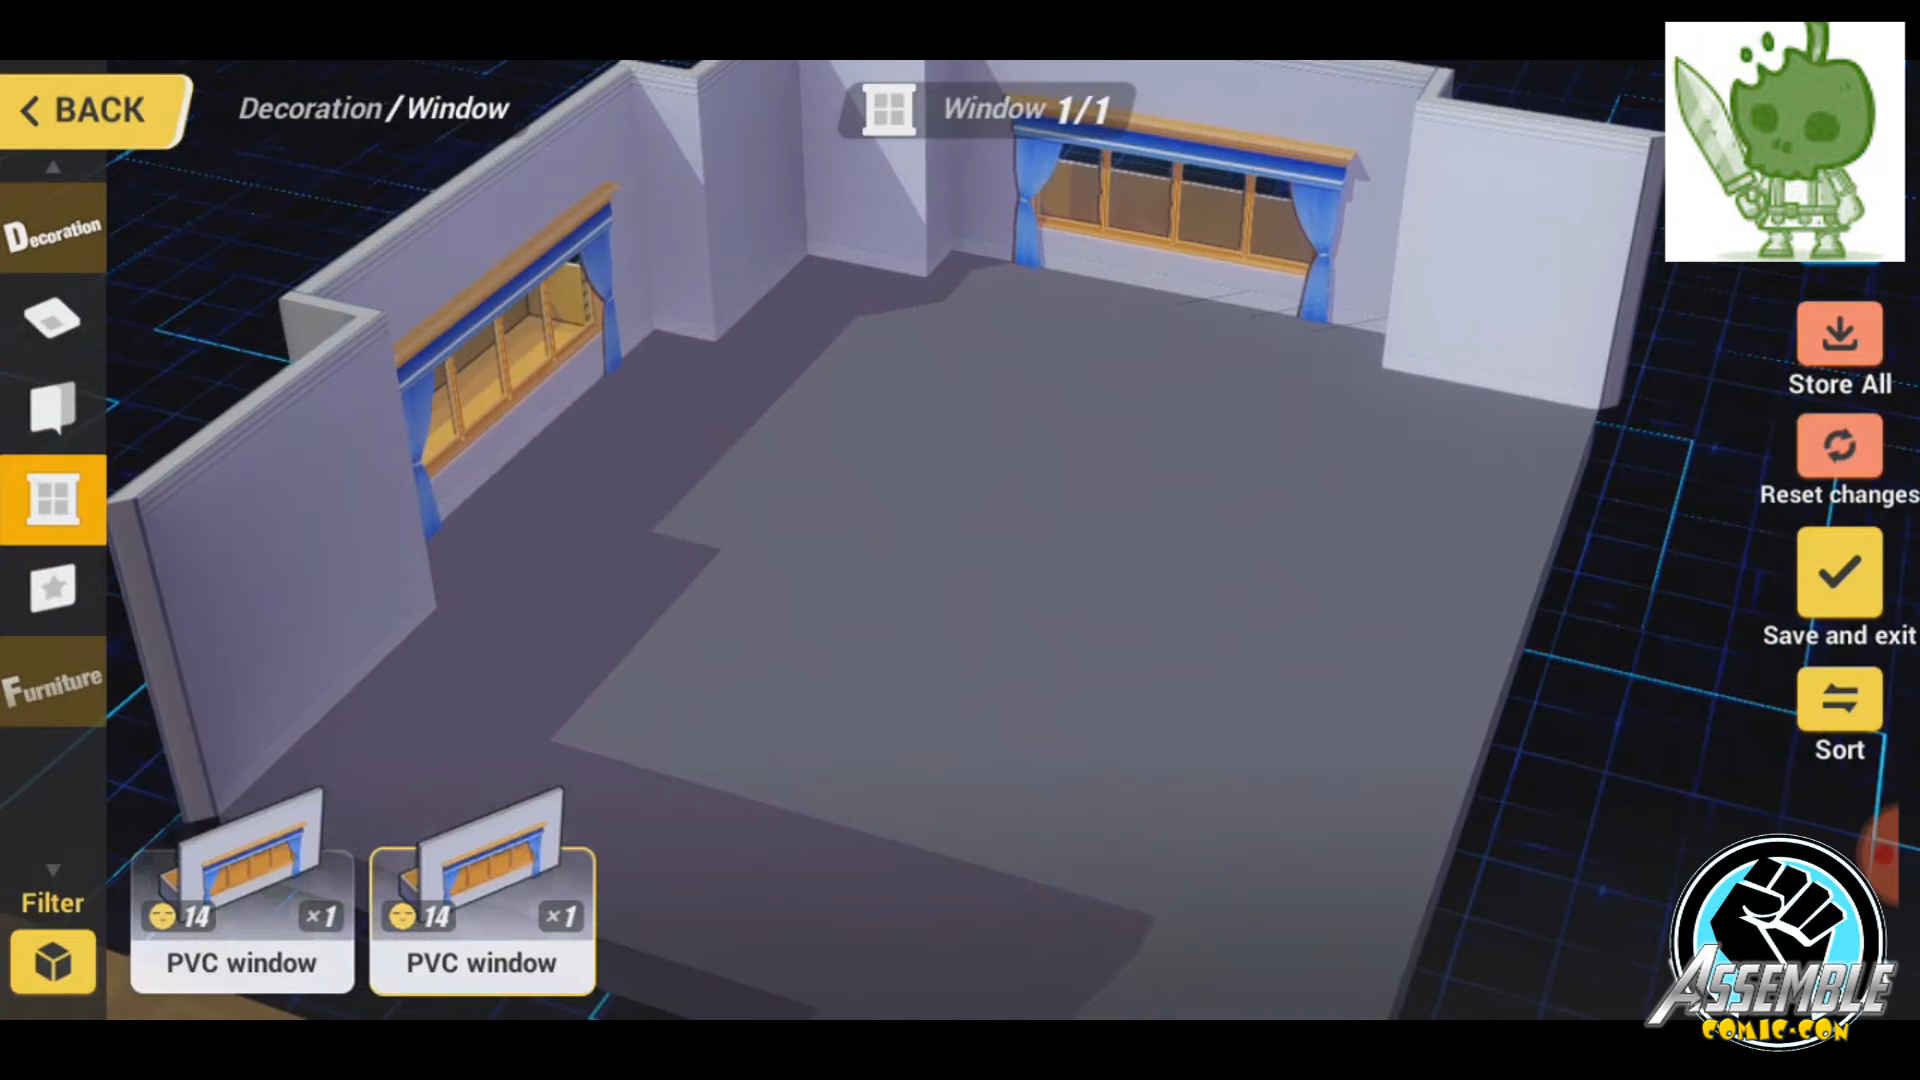 BACK
Decoration / Window
Window 1/1
Decoration
Furniture
Filter
14
×1
PVC window
14
×1
PVC window
Store All
Reset changes
Save and exit
Sort
ASSEMBLE
COMIC-CON